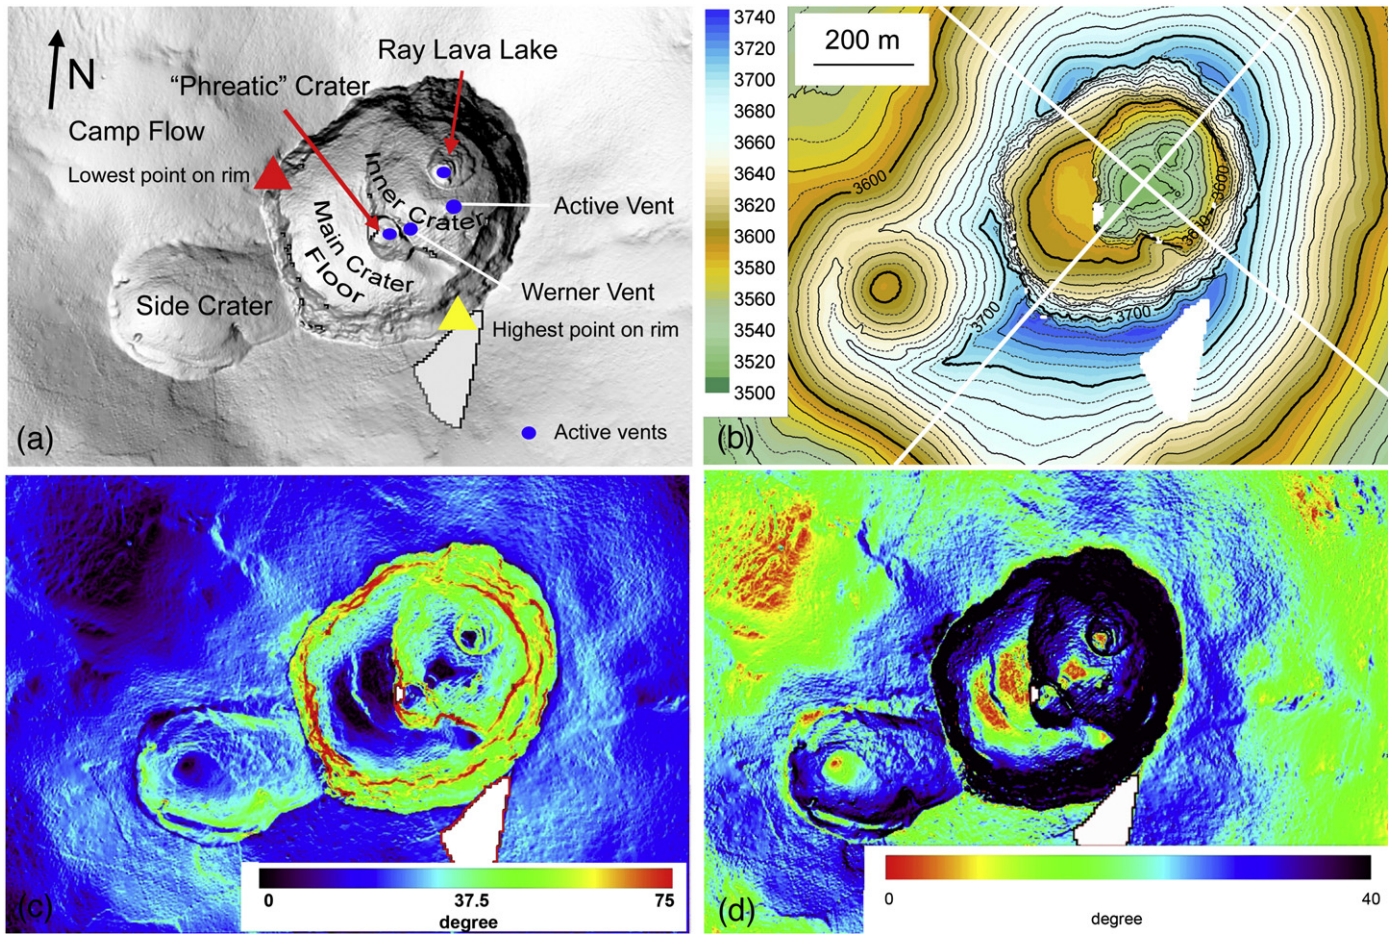 N
Ray Lava Lake
“Phreatic” Crater
Camp Flow
Lowest point on rim
Inner Crater
Active Vent
Main Crater
Floor
Side Crater
Werner Vent
Highest point on rim
(a)
Active vents
3740
3720
3700
3680
3660
3640
3620
3600
3580
3560
3540
3520
3500
200 m
3600
3600
3700
3700
(b)
(c)
0
37.5
75
degree
(d)
0
40
degree